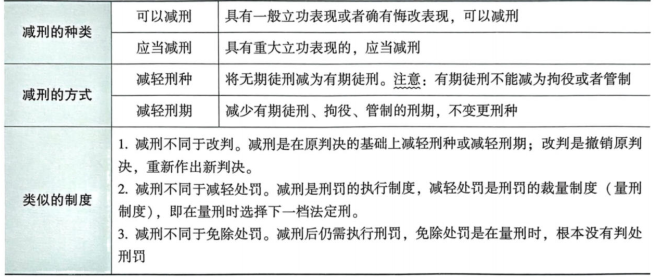 减刑的种类
可以减刑 具有一般立功表现或者确有悔改表现，可以减刑
应当减刑 具有重大立功表现的，应当减刑
减刑的方式
减轻刑种 将无期徒刑减为有期徒刑。注意：有期徒刑不能减为拘役或者管制
减轻刑期 减少有期徒刑、拘役、管制的刑期，不变更刑种
类似的制度
1. 减刑不同于改判。减刑是在原判决的基础上减轻刑种或减轻刑期；改判是撤销原判
决，重新作出新判决。
2. 减刑不同于减轻处罚。减刑是刑罚的执行制度，减轻处罚是刑罚的裁量制度（量刑
制度），即在量刑时选择下一档法定刑。
3. 减刑不同于免除处罚。减刑后仍需执行刑罚，免除处罚是在量刑时，根本没有判处
刑罚